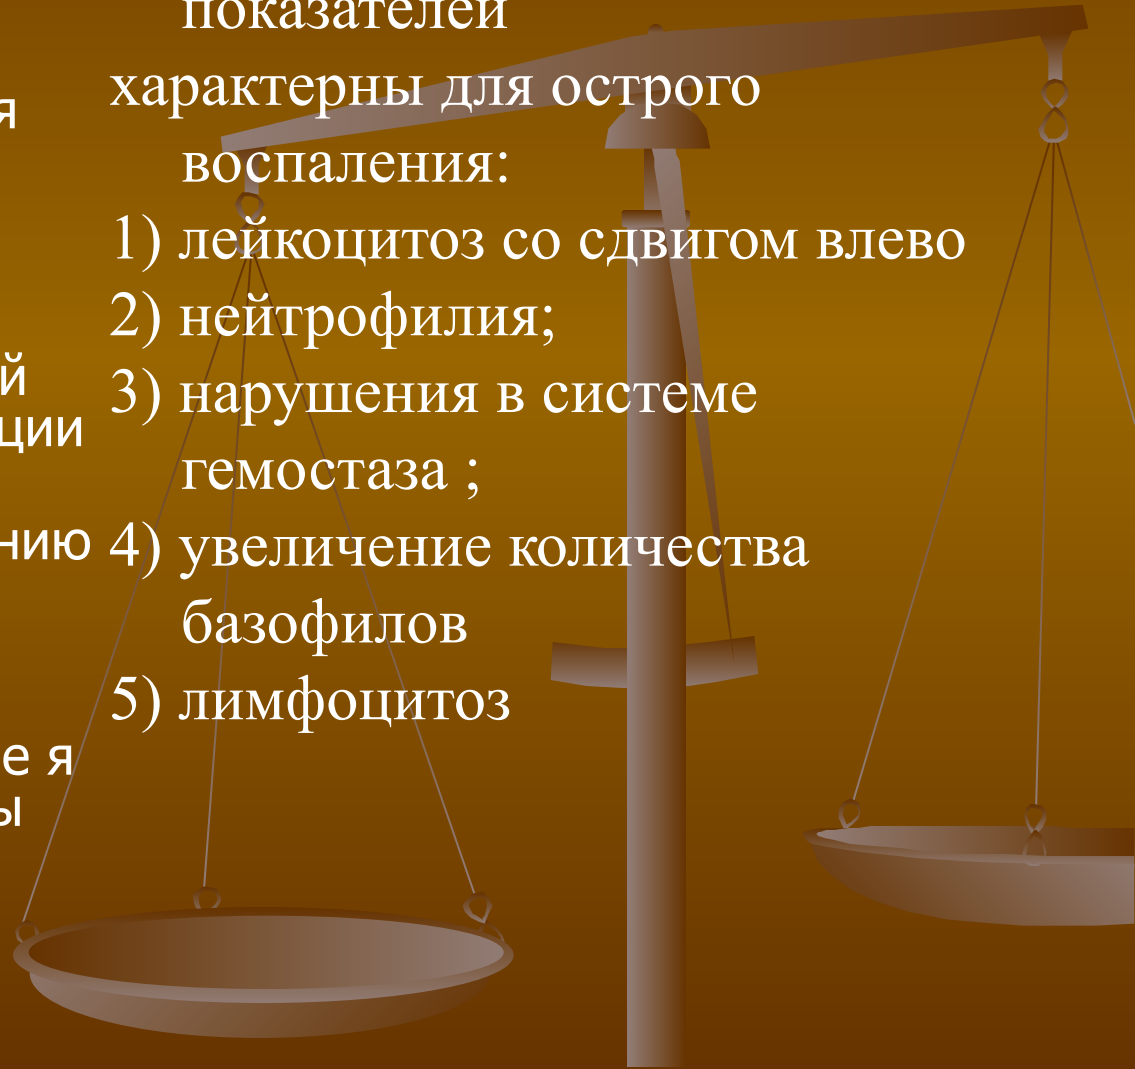 показателей
характерны для острого
воспаления:
1) лейкоцитоз со сдвигом влево
2) нейтрофилия;
3) нарушения в системе
гемостаза ;
4) увеличение количества
базофилов
5) лимфоцитоз